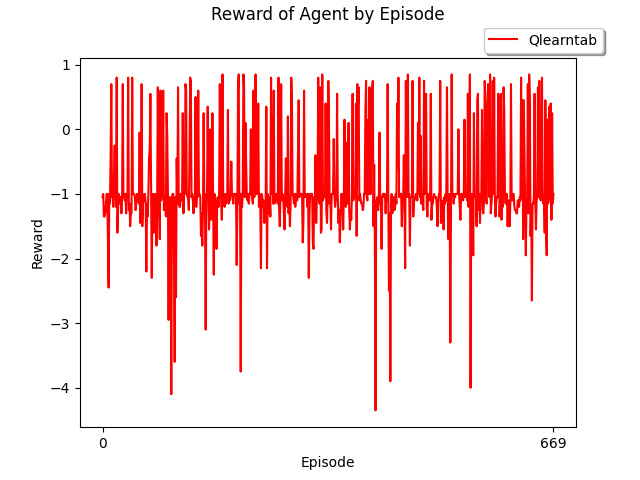 Reward of Agent by Episode
Qlearntab
1
0
−1
−2
−3
−4
Reward
0
669
Episode